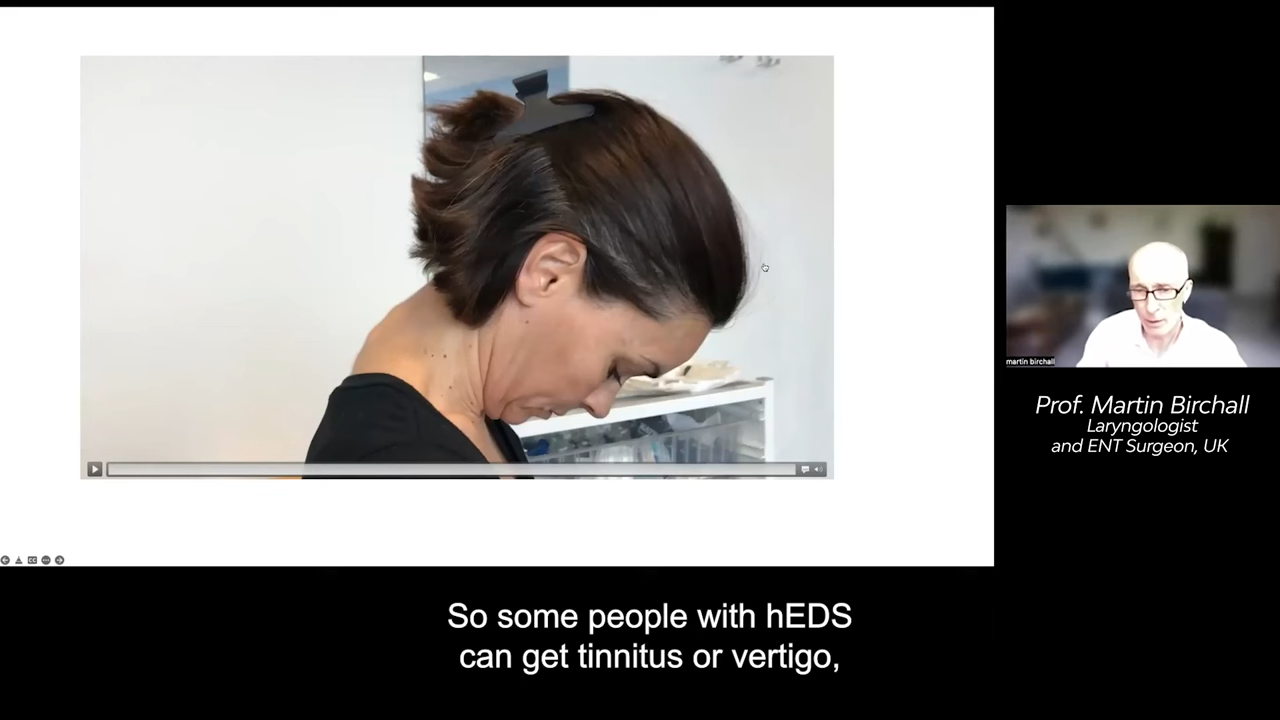 martin birchall
Prof. Martin Birchall
Laryngologist
and ENT Surgeon, UK
So some people with hEDS
can get tinnitus or vertigo,